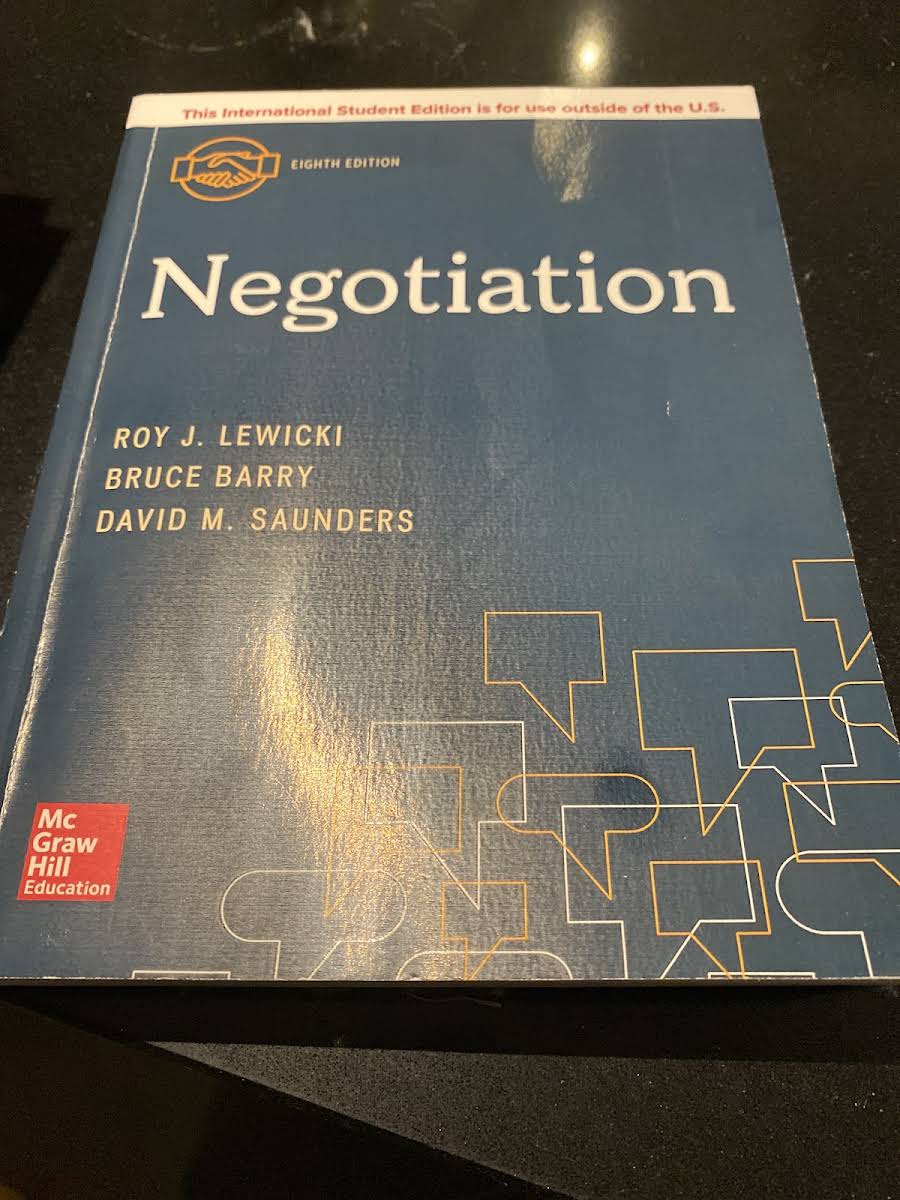 This International Student Edition is for use outside of the U.S.
EIGHTH EDITION
Negotiation
ROY J. LEWICKI
BRUCE BARRY
DAVID M. SAUNDERS
Mc
Graw
Hill
Education